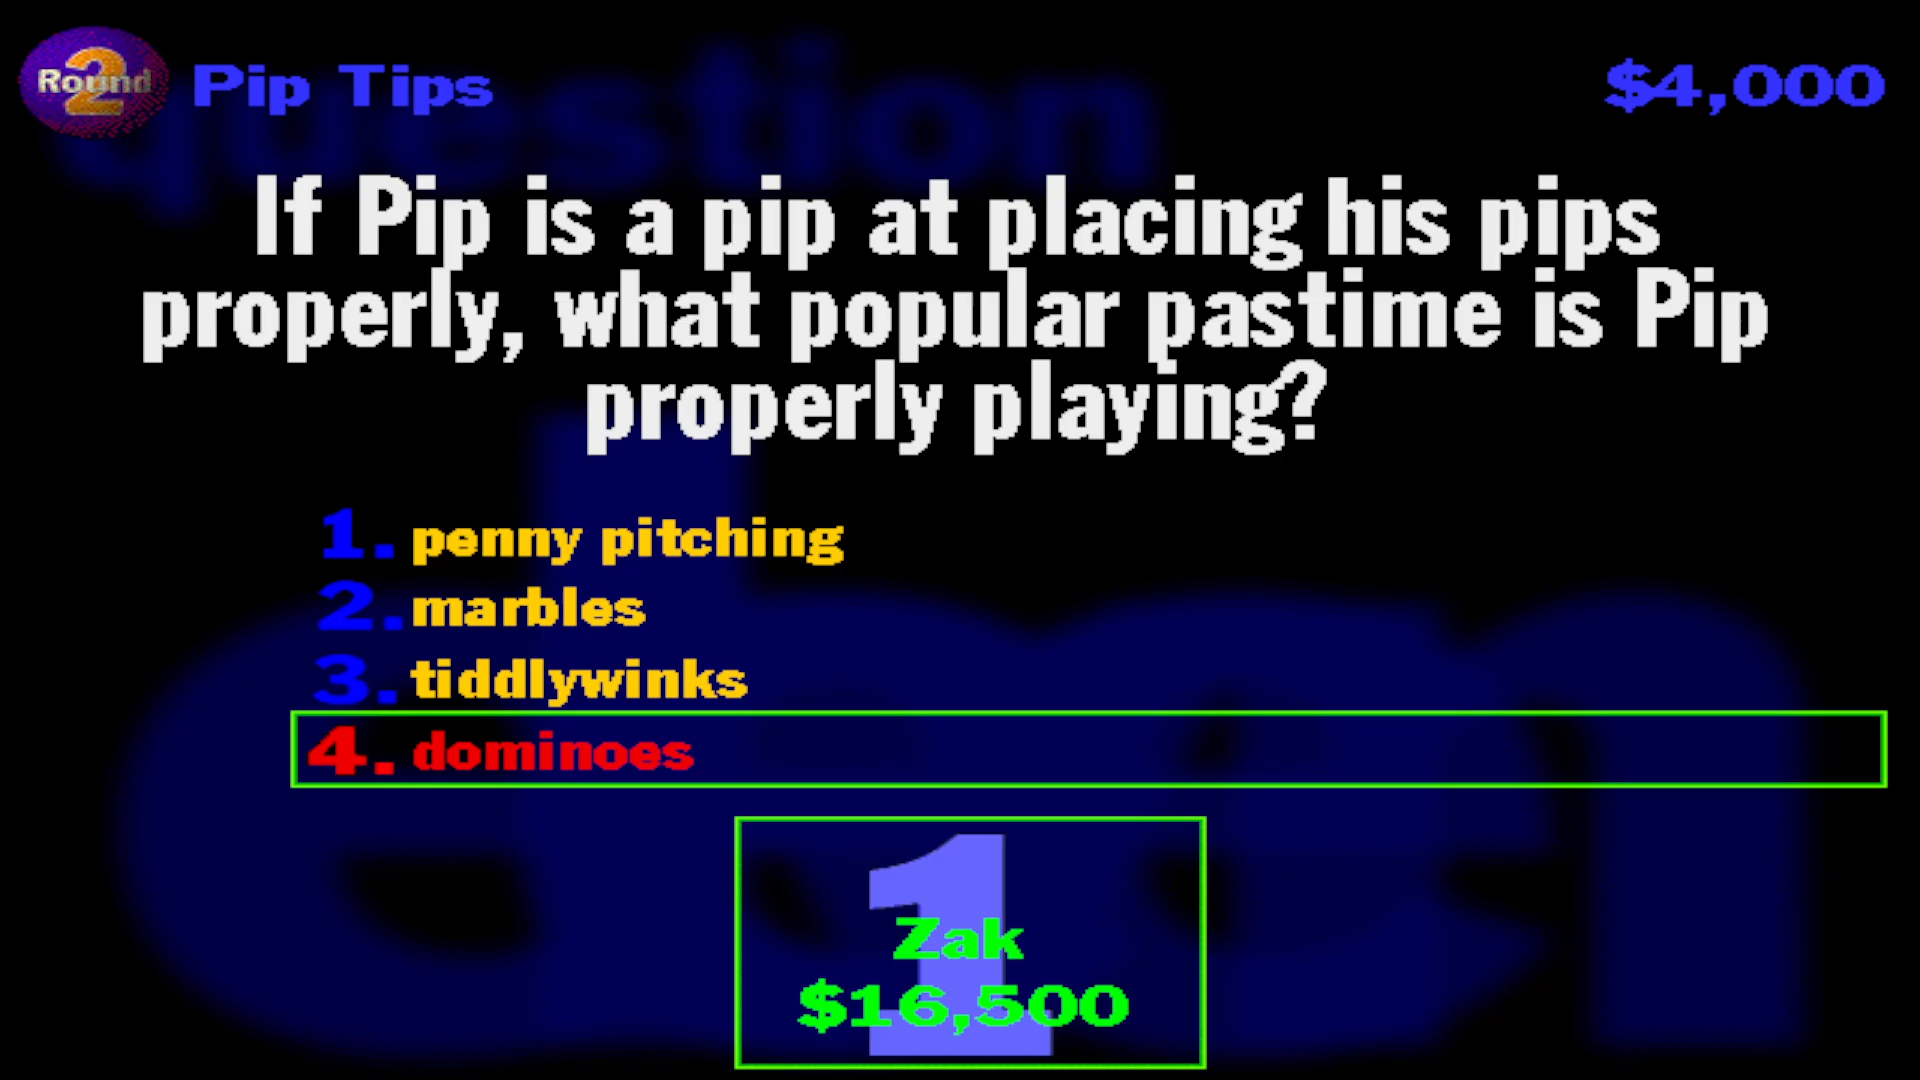 Round 2 Pip Tips $4,000
question
If Pip is a pip at placing his pips
properly, what popular pastime is Pip
properly playing?
1. penny pitching
2. marbles
3. tiddlywinks
4. dominoes
1
Zak
$16,500